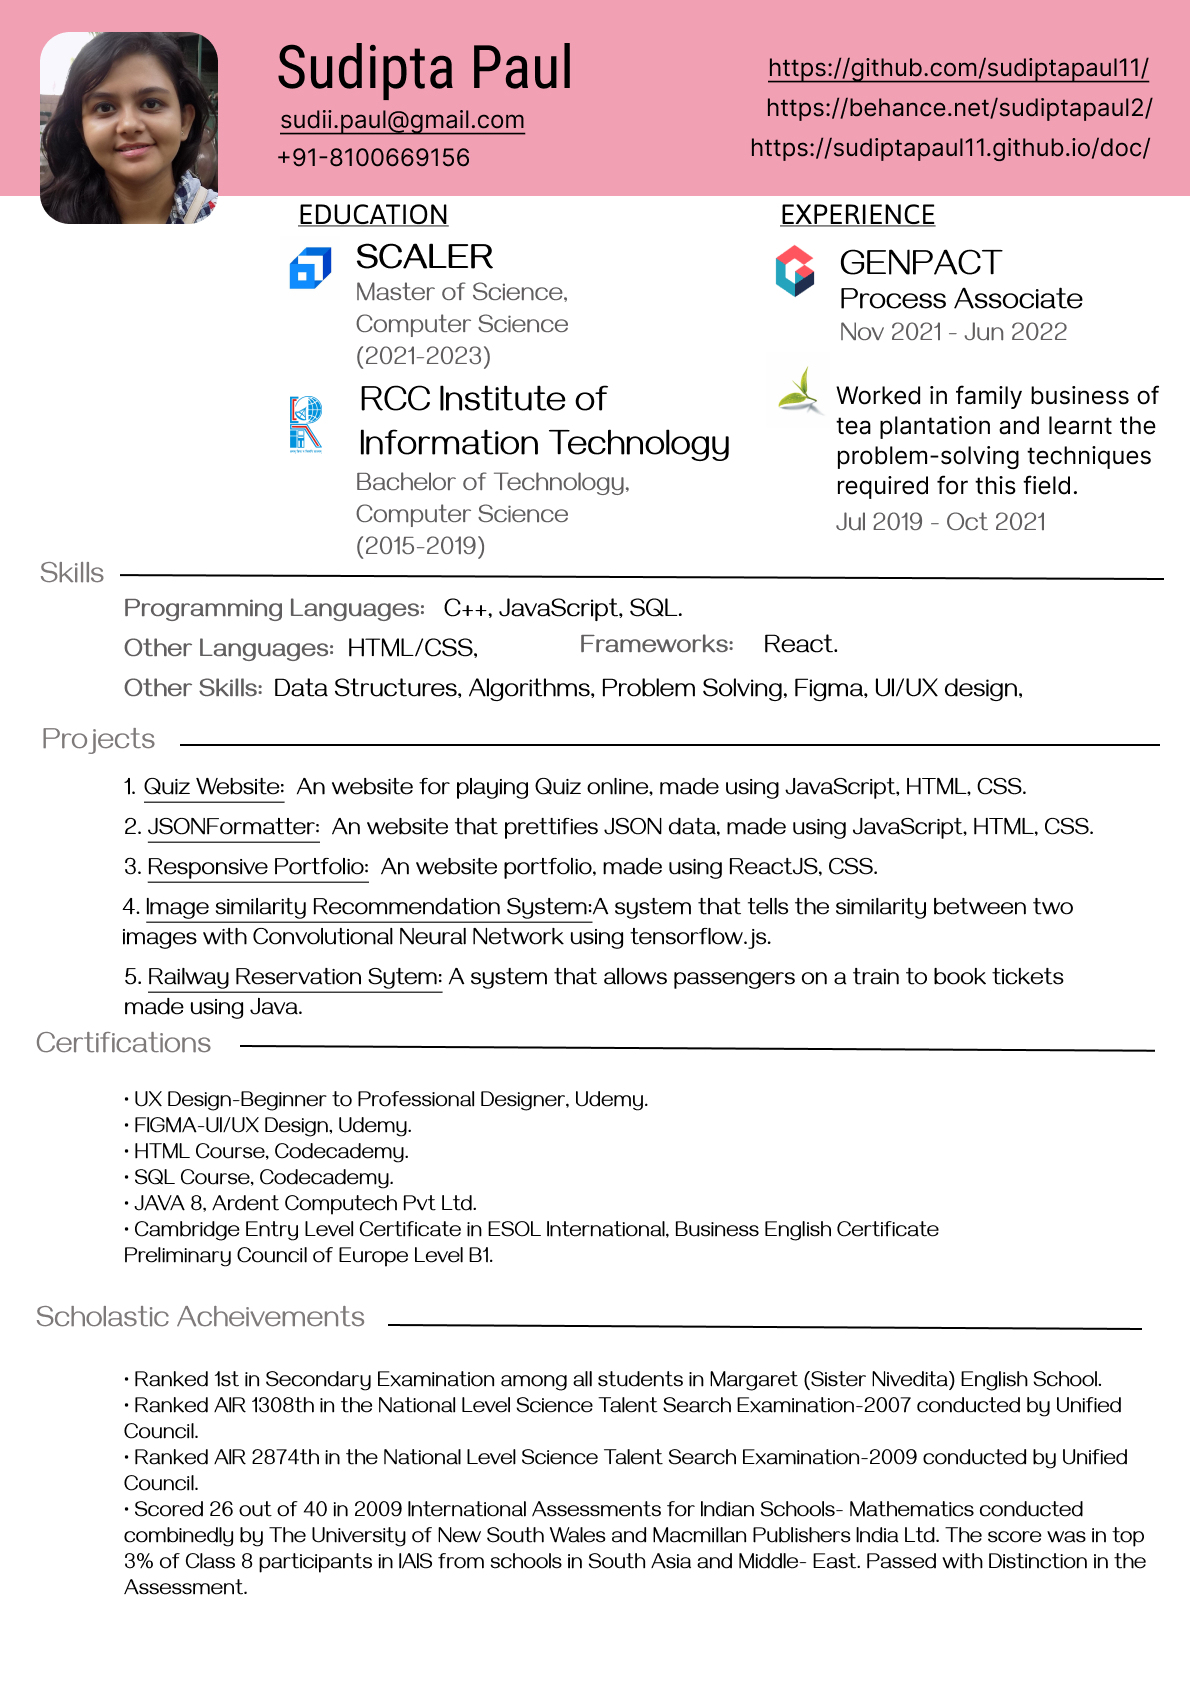 Sudipta Paul
sudii.paul@gmail.com
+91-8100669156
https://github.com/sudiptapaul11/
https://behance.net/sudiptapaul2/
https://sudiptapaul11.github.io/doc/
EDUCATION
SCALER
Master of Science,
Computer Science
(2021-2023)
RCC Institute of
Information Technology
Bachelor of Technology,
Computer Science
(2015-2019)
EXPERIENCE
GENPACT
Process Associate
Nov 2021 - Jun 2022
Worked in family business of
tea plantation and learnt the
problem-solving techniques
required for this field.
Jul 2019 - Oct 2021
Skills
Programming Languages: C++, JavaScript, SQL.
Other Languages: HTML/CSS, Frameworks: React.
Other Skills: Data Structures, Algorithms, Problem Solving, Figma, UI/UX design,
Projects
1. Quiz Website: An website for playing Quiz online, made using JavaScript, HTML, CSS.
2. JSONFormatter: An website that prettifies JSON data, made using JavaScript, HTML, CSS.
3. Responsive Portfolio: An website portfolio, made using ReactJS, CSS.
4. Image similarity Recommendation System:A system that tells the similarity between two
images with Convolutional Neural Network using tensorflow.js.
5. Railway Reservation Sytem: A system that allows passengers on a train to book tickets
made using Java.
Certifications
• UX Design-Beginner to Professional Designer, Udemy.
• FIGMA-UI/UX Design, Udemy.
• HTML Course, Codecademy.
• SQL Course, Codecademy.
• JAVA 8, Ardent Computech Pvt Ltd.
• Cambridge Entry Level Certificate in ESOL International, Business English Certificate
Preliminary Council of Europe Level B1.
Scholastic Acheivements
• Ranked 1st in Secondary Examination among all students in Margaret (Sister Nivedita) English School.
• Ranked AIR 1308th in the National Level Science Talent Search Examination-2007 conducted by Unified
Council.
• Ranked AIR 2874th in the National Level Science Talent Search Examination-2009 conducted by Unified
Council.
• Scored 26 out of 40 in 2009 International Assessments for Indian Schools- Mathematics conducted
combinedly by The University of New South Wales and Macmillan Publishers India Ltd. The score was in top
3% of Class 8 participants in IAIS from schools in South Asia and Middle- East. Passed with Distinction in the
Assessment.